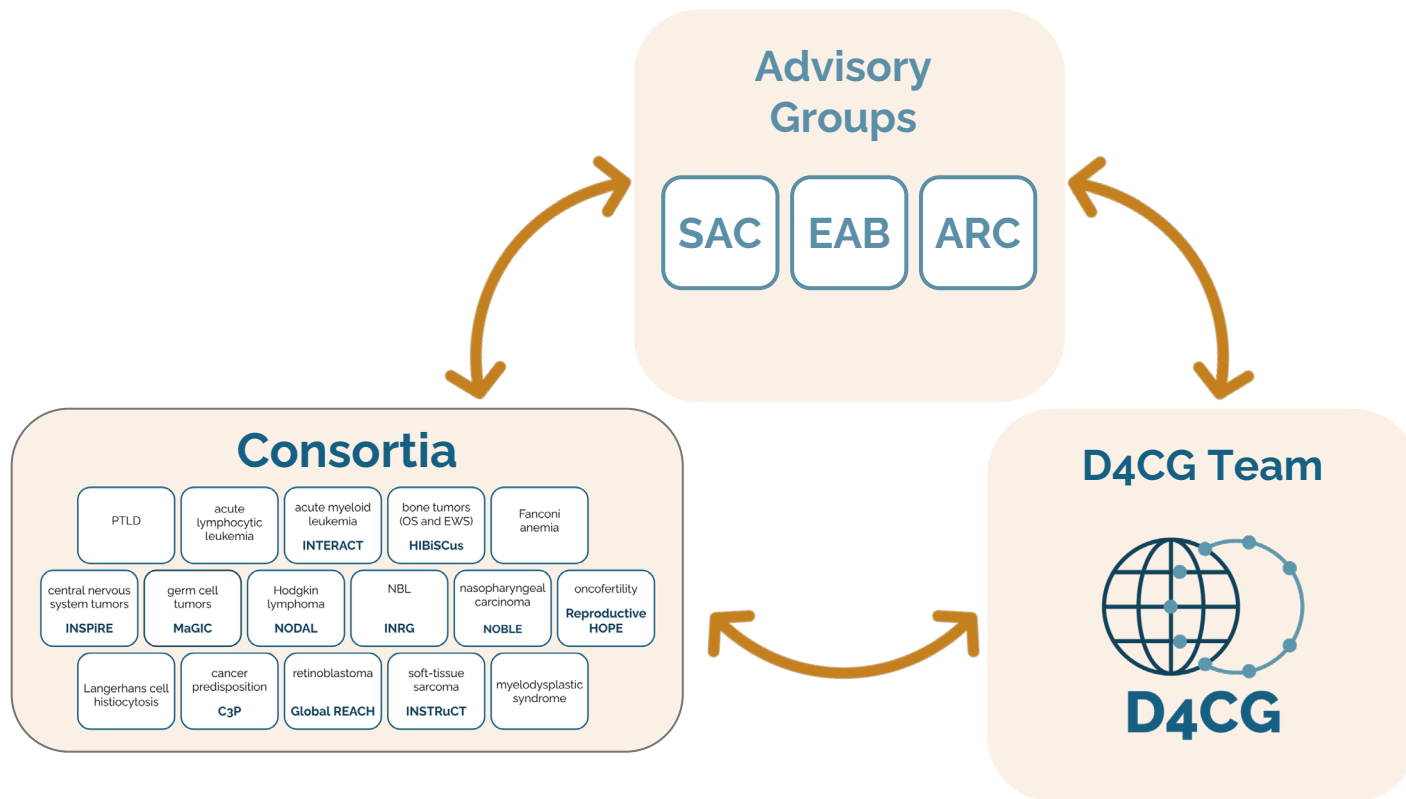 Advisory
Groups
SAC
EAB
ARC
Consortia
PTLD
acute
lymphocytic
leukemia
acute myeloid
leukemia
INTERACT
bone tumors
(OS and EWS)
HIBiSCus
Fanconi
anemia
central nervous
system tumors
INSPiRE
germ cell
tumors
MaGIC
Hodgkin
lymphoma
NODAL
NBL
INRG
nasopharyngeal
carcinoma
NOBLE
oncofertility
Reproductive
HOPE
Langerhans cell
histiocytosis
cancer
predisposition
C3P
retinoblastoma
Global REACH
soft-tissue
sarcoma
INSTRuCT
myelodysplastic
syndrome
D4CG Team
D4CG